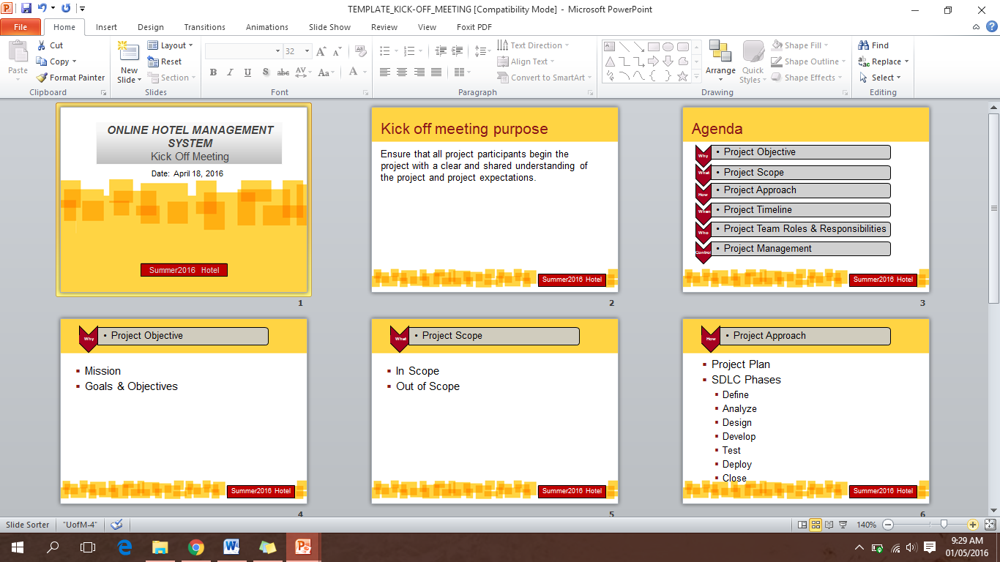 TEMPLATE_KICK-OFF_MEETING [Compatibility Mode] - Microsoft PowerPoint
File Home Insert Design Transitions Animations Slide Show Review View Foxit PDF
Paste
Cut
Copy
Format Painter
Clipboard
New
Slide
Layout
Reset
Section
Slides
32
B I U S abc AV Aa A
Font
Text Direction
Align Text
Convert to SmartArt
Paragraph
Arrange
Quick
Styles
Shape Fill
Shape Outline
Shape Effects
Drawing
Find
Replace
Select
Editing
ONLINE HOTEL MANAGEMENT
SYSTEM
Kick Off Meeting
Date: April 18, 2016
Summer2016 Hotel
1
Kick off meeting purpose
Ensure that all project participants begin the
project with a clear and shared understanding of
the project and project expectations.
Summer2016 Hotel
2
Agenda
Why • Project Objective
What • Project Scope
How • Project Approach
When • Project Timeline
Who • Project Team Roles & Responsibilities
Control • Project Management
Summer2016 Hotel
3
Why • Project Objective
Mission
Goals & Objectives
Summer2016 Hotel
4
What • Project Scope
In Scope
Out of Scope
Summer2016 Hotel
5
How • Project Approach
Project Plan
SDLC Phases
Define
Analyze
Design
Develop
Test
Deploy
Close
Summer2016 Hotel
6
Slide Sorter "UofM-4" 140%
9:29 AM
01/05/2016